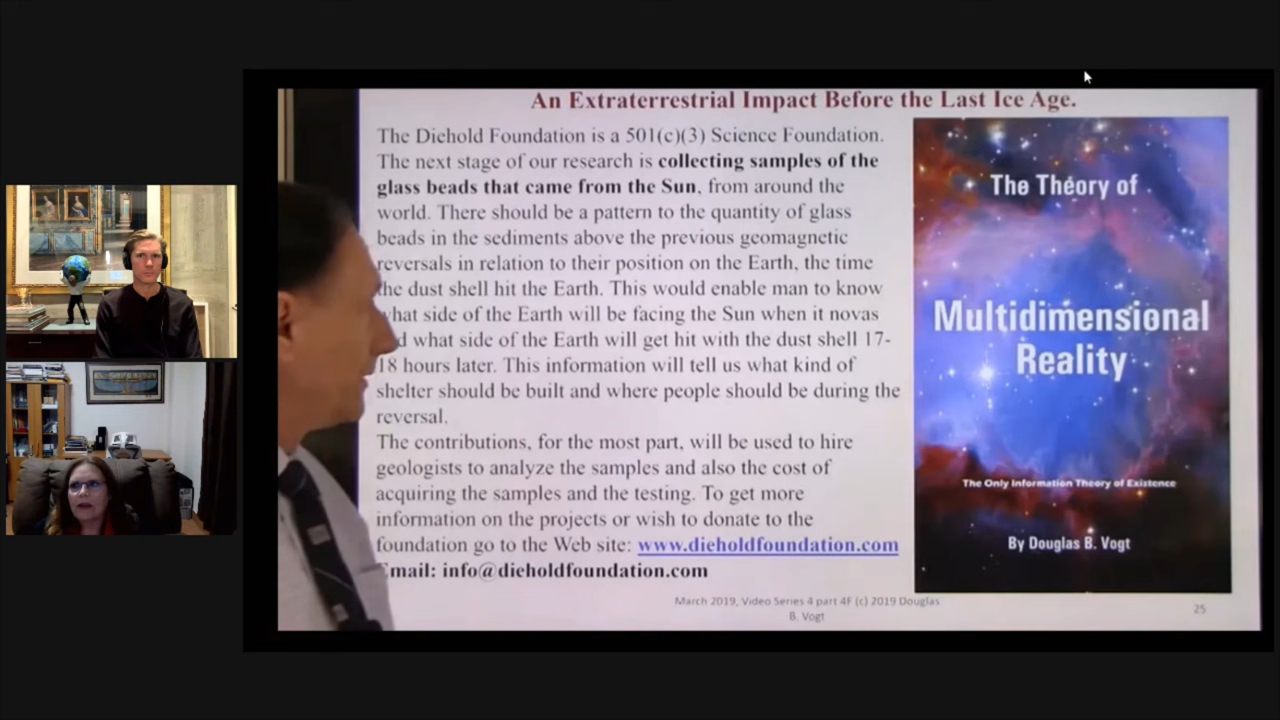 An Extraterrestrial Impact Before the Last Ice Age.
The Diehold Foundation is a 501(c)(3) Science Foundation.
The next stage of our research is collecting samples of the
glass beads that came from the Sun, from around the
world. There should be a pattern to the quantity of glass
beads in the sediments above the previous geomagnetic
reversals in relation to their position on the Earth, the time
the dust shell hit the Earth. This would enable man to know
what side of the Earth will be facing the Sun when it novas
d what side of the Earth will get hit with the dust shell 17-
18 hours later. This information will tell us what kind of
shelter should be built and where people should be during the
reversal.
The contributions, for the most part, will be used to hire
geologists to analyze the samples and also the cost of
acquiring the samples and the testing. To get more
information on the projects or wish to donate to the
foundation go to the Web site: www.dieholdfoundation.com
Email: info@dieholdfoundation.com
The Theory of
Multidimensional
Reality
The Only Information Theory of Existence
By Douglas B. Vogt
March 2019, Video Series 4 part 4F (c) 2019 Douglas
B. Vogt
25